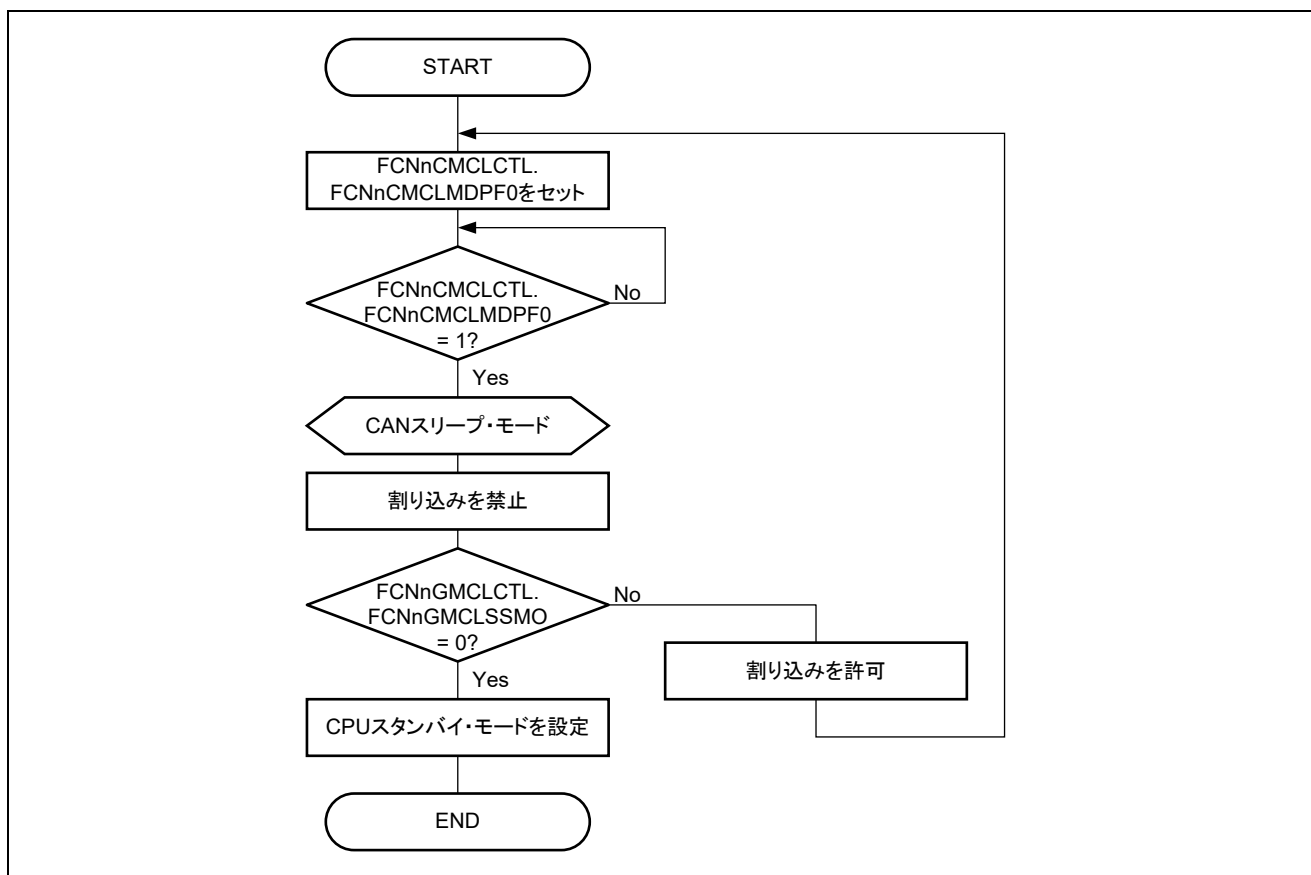 START
FCNnCMCLCTL.
FCNnCMCLMDPF0をセット
FCNnCMCLCTL.
FCNnCMCLMDPF0
= 1?
No
Yes
CANスリープ・モード
割り込みを禁止
FCNnGMCLCTL.
FCNnGMCLSSMO
= 0?
No
Yes
割り込みを許可
CPUスタンバイ・モードを設定
END